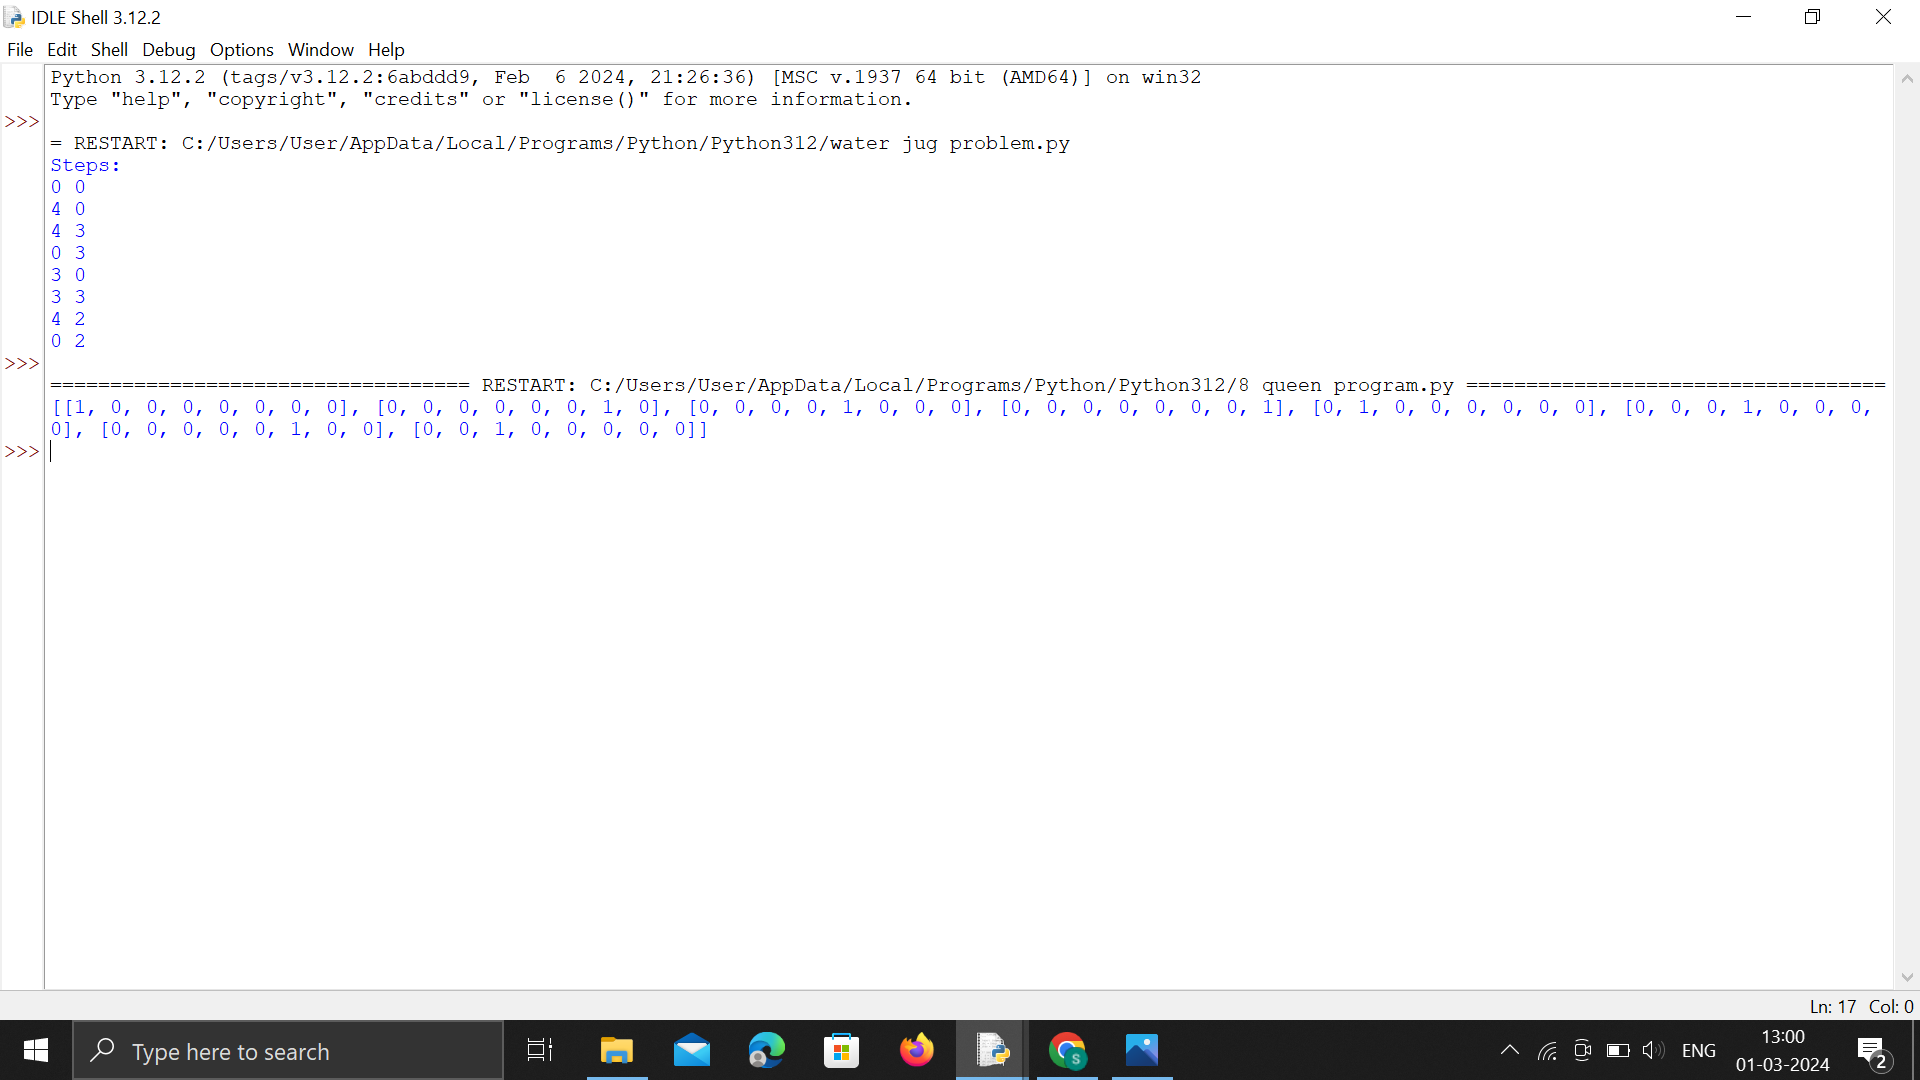 IDLE Shell 3.12.2
File Edit Shell Debug Options Window Help
Python 3.12.2 (tags/v3.12.2:6abddd9, Feb  6 2024, 21:26:36) [MSC v.1937 64 bit (AMD64)] on win32
Type "help", "copyright", "credits" or "license()" for more information.
>>>
= RESTART: C:/Users/User/AppData/Local/Programs/Python/Python312/water jug problem.py
Steps:
0 0
4 0
4 3
0 3
3 0
3 3
4 2
0 2
>>>
=================================== RESTART: C:/Users/User/AppData/Local/Programs/Python/Python312/8 queen program.py ===================================
[[1, 0, 0, 0, 0, 0, 0, 0], [0, 0, 0, 0, 0, 0, 1, 0], [0, 0, 0, 0, 1, 0, 0, 0], [0, 0, 0, 0, 0, 0, 0, 1], [0, 1, 0, 0, 0, 0, 0, 0], [0, 0, 0, 1, 0, 0, 0,
0], [0, 0, 0, 0, 0, 1, 0, 0], [0, 0, 1, 0, 0, 0, 0, 0]]
>>>
Ln: 17 Col: 0
Type here to search
S
ENG
13:00
01-03-2024
2